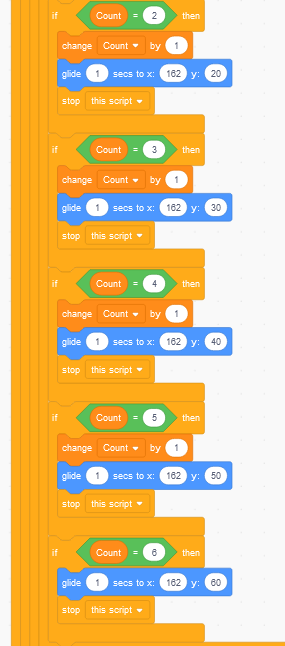 if Count = 2 then
change Count by 1
glide 1 secs to x: 162 y: 20
stop this script
if Count = 3 then
change Count by 1
glide 1 secs to x: 162 y: 30
stop this script
if Count = 4 then
change Count by 1
glide 1 secs to x: 162 y: 40
stop this script
if Count = 5 then
change Count by 1
glide 1 secs to x: 162 y: 50
stop this script
if Count = 6 then
glide 1 secs to x: 162 y: 60
stop this script